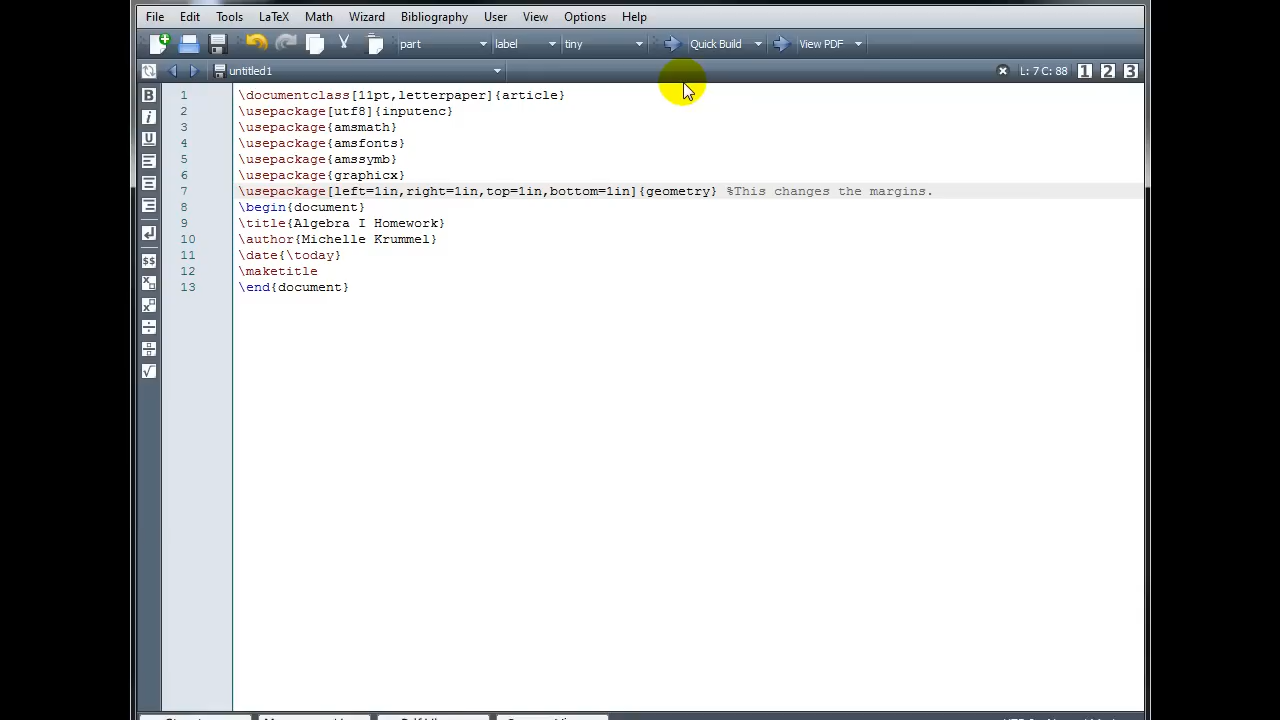 File Edit Tools LaTeX Math Wizard Bibliography User View Options Help
part label tiny Quick Build View PDF
untitled1 L: 7 C: 88 1 2 3
1 \documentclass[11pt,letterpaper]{article}
2 \usepackage[utf8]{inputenc}
3 \usepackage{amsmath}
4 \usepackage{amsfonts}
5 \usepackage{amssymb}
6 \usepackage{graphicx}
7 \usepackage[left=1in,right=1in,top=1in,bottom=1in]{geometry} %This changes the margins.
8 \begin{document}
9 \title{Algebra I Homework}
10 \author{Michelle Krummel}
11 \date{\today}
12 \maketitle
13 \end{document}